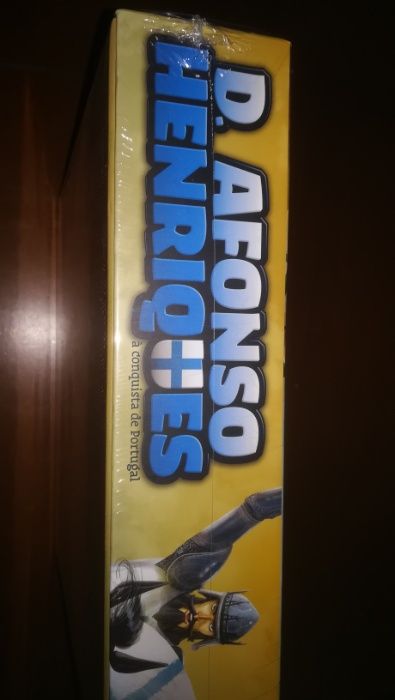 D. AFONSO
HENRIQUES
à conquista de Portugal